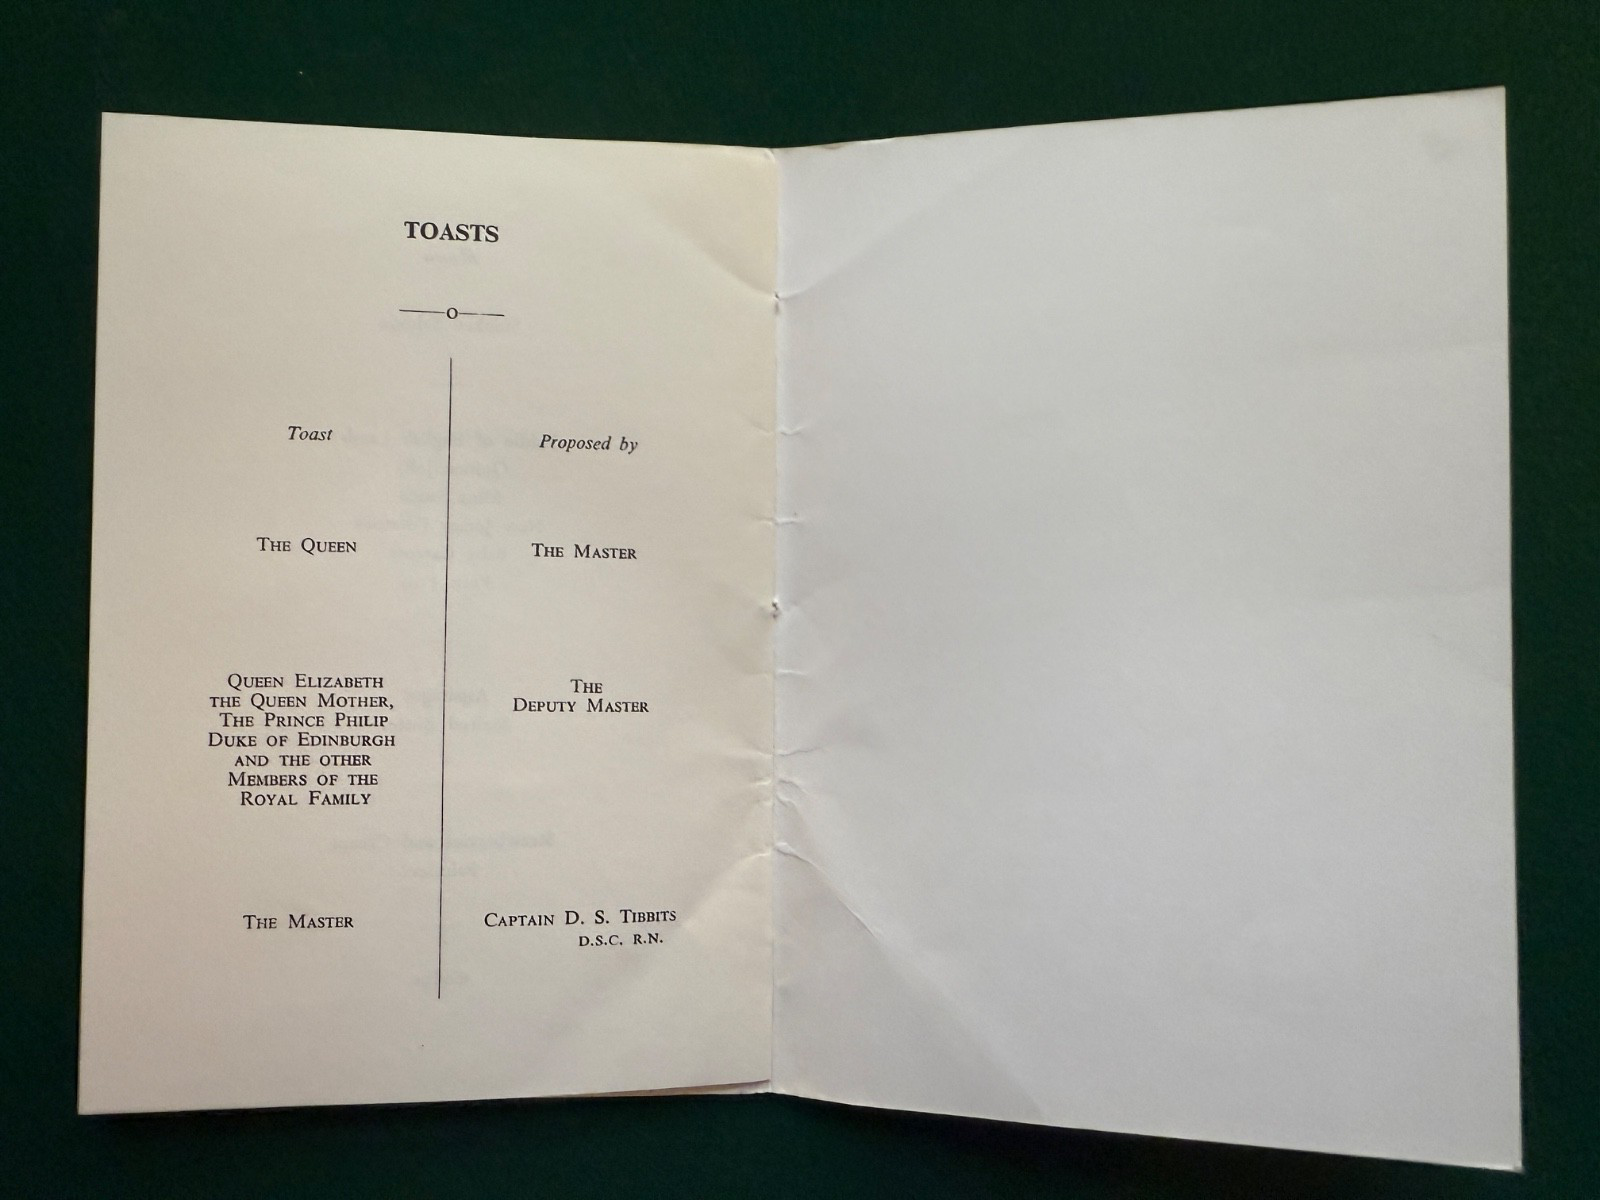 TOASTS
o
Toast
Proposed by
THE QUEEN
THE MASTER
QUEEN ELIZABETH
THE QUEEN MOTHER,
THE PRINCE PHILIP
DUKE OF EDINBURGH
AND THE OTHER
MEMBERS OF THE
ROYAL FAMILY
THE
DEPUTY MASTER
THE MASTER
CAPTAIN D. S. TIBBITS
D.S.C. R.N.